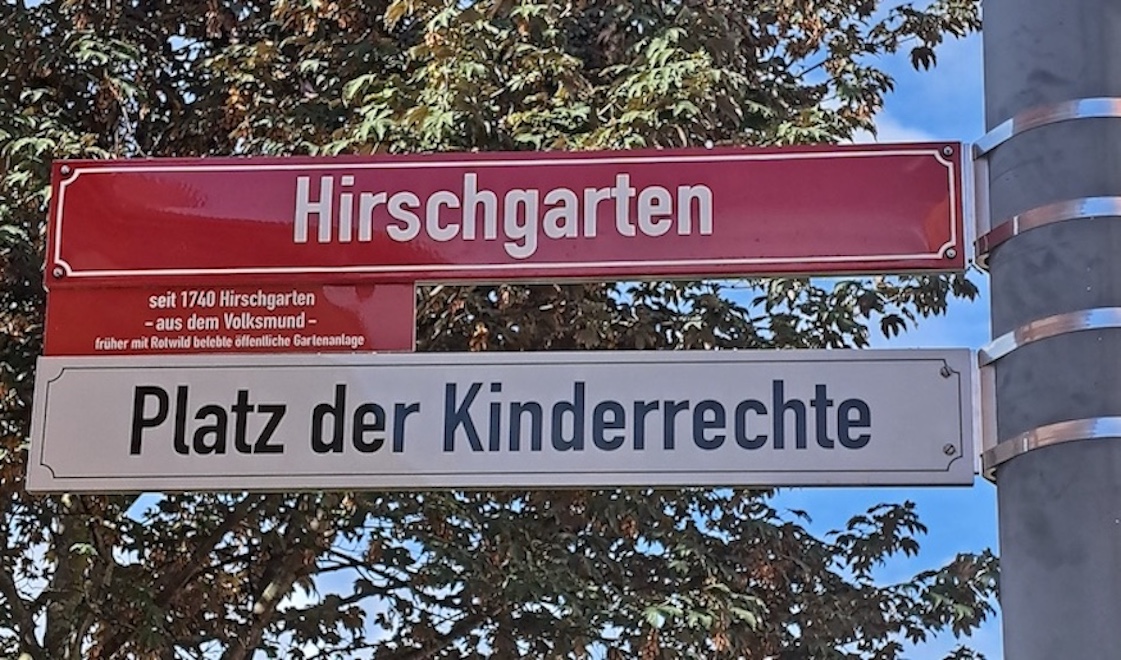 Hirschgarten
seit 1740 Hirschgarten
– aus dem Volksmund –
früher mit Rotwild belebte öffentliche Gartenanlage
Platz der Kinderrechte